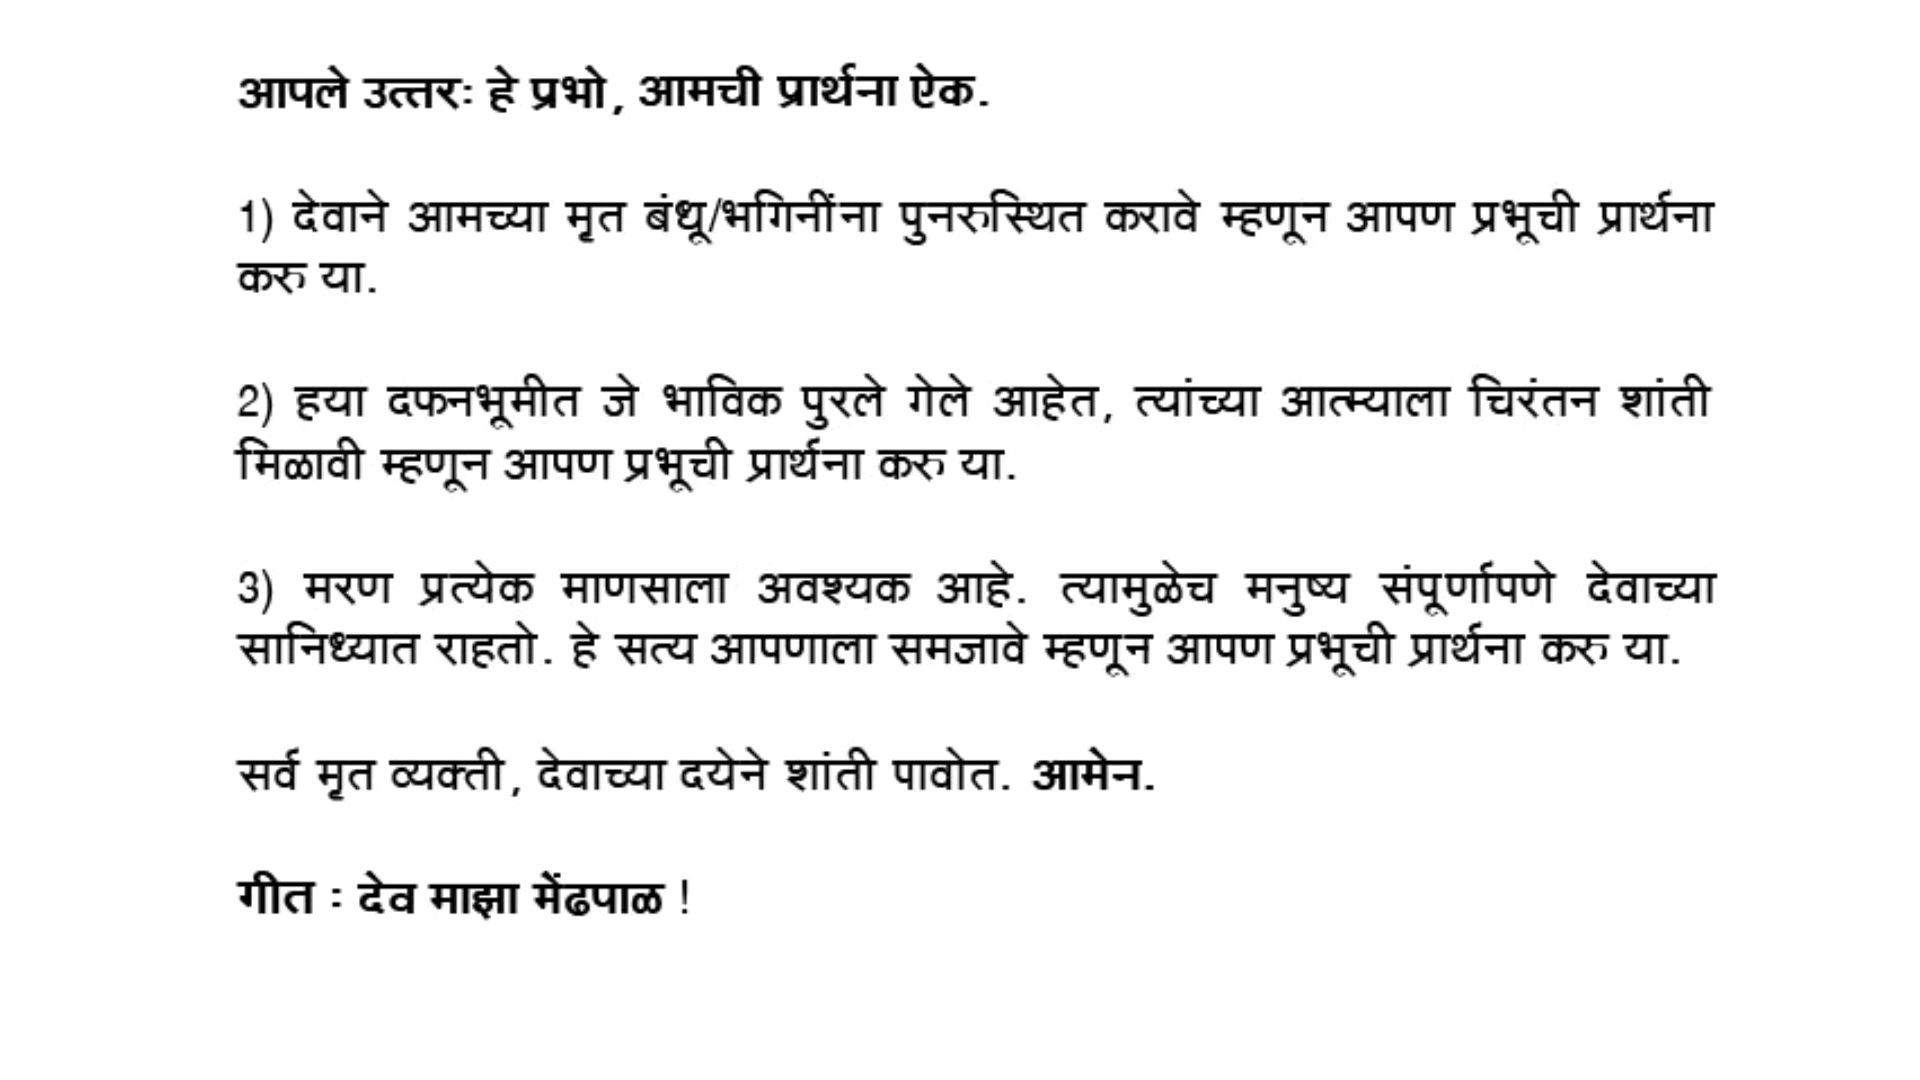 आपले उत्तरः हे प्रभो, आमची प्रार्थना ऐक.
1) देवाने आमच्या मृत बंधू/भगिनींना पुनरुस्थित करावे म्हणून आपण प्रभूची प्रार्थना
करु या.
2) हया दफनभूमीत जे भाविक पुरले गेले आहेत, त्यांच्या आत्म्याला चिरंतन शांती
मिळावी म्हणून आपण प्रभूची प्रार्थना करु या.
3) मरण प्रत्येक माणसाला अवश्यक आहे. त्यामुळेच मनुष्य संपूर्णापणे देवाच्या
सानिध्यात राहतो. हे सत्य आपणाला समजावे म्हणून आपण प्रभूची प्रार्थना करु या.
सर्व मृत व्यक्ती, देवाच्या दयेने शांती पावोत. आमेन.
गीत : देव माझा मेंढपाळ !